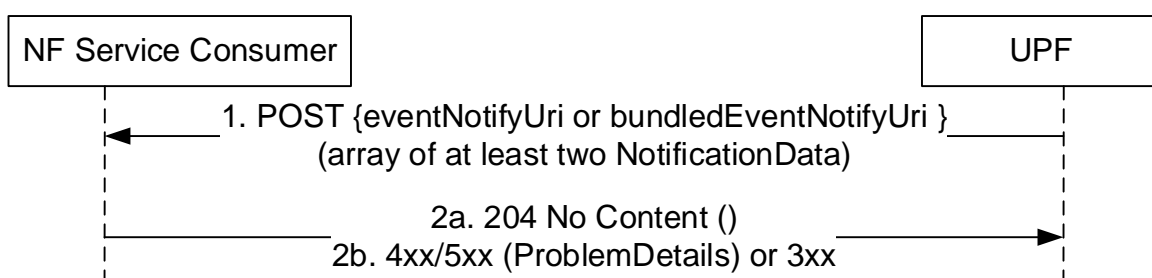 NF Service Consumer
UPF
1. POST {eventNotifyUri or bundledEventNotifyUri }
(array of at least two NotificationData)
2a. 204 No Content ()
2b. 4xx/5xx (ProblemDetails) or 3xx